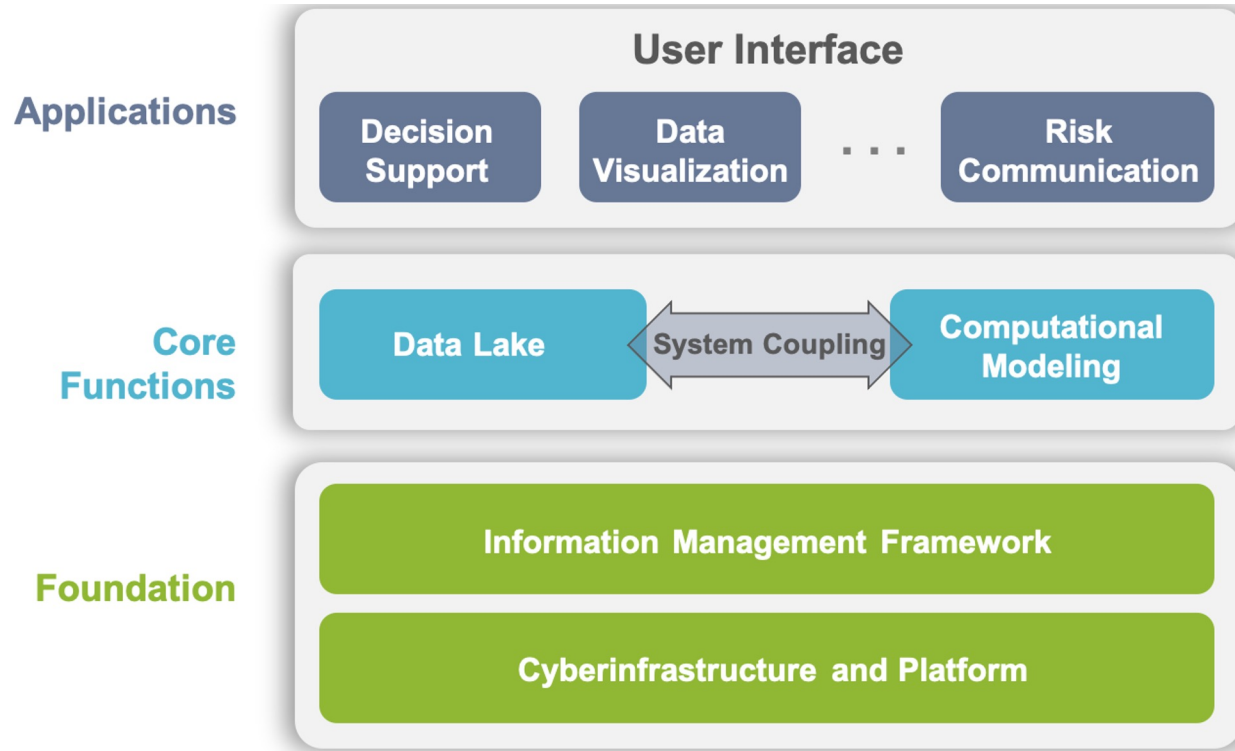 User Interface
Applications
Decision
Support
Data
Visualization
. . .
Risk
Communication
Core
Functions
Data Lake
System Coupling
Computational
Modeling
Foundation
Information Management Framework
Cyberinfrastructure and Platform